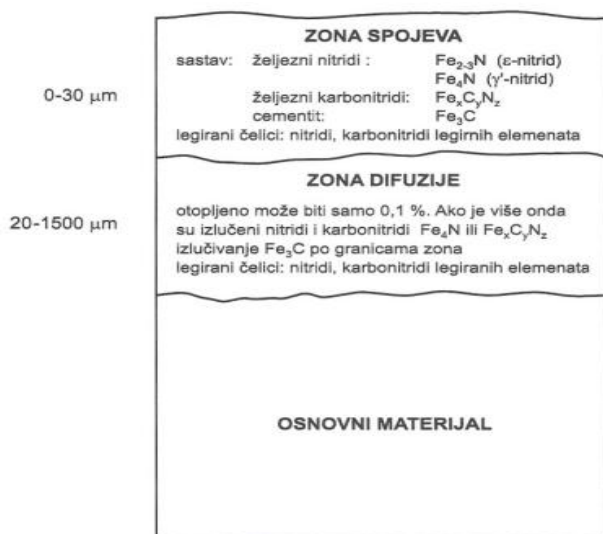 ZONA SPOJEVA
sastav: željezni nitridi : Fe₂₋₃N (ε-nitrid)
Fe₄N (γ'-nitrid)
0-30 μm
željezni karbonitridi: FeₓCᵧN_z
cementit: Fe₃C
legirani čelici: nitridi, karbonitridi legirnih elemenata
ZONA DIFUZIJE
20-1500 μm
otopljeno može biti samo 0,1 %. Ako je više onda
su izlučeni nitridi i karbonitridi Fe₄N ili FeₓCᵧN_z
izlučivanje Fe₃C po granicama zona
legirani čelici: nitridi, karbonitridi legiranih elemenata
OSNOVNI MATERIJAL